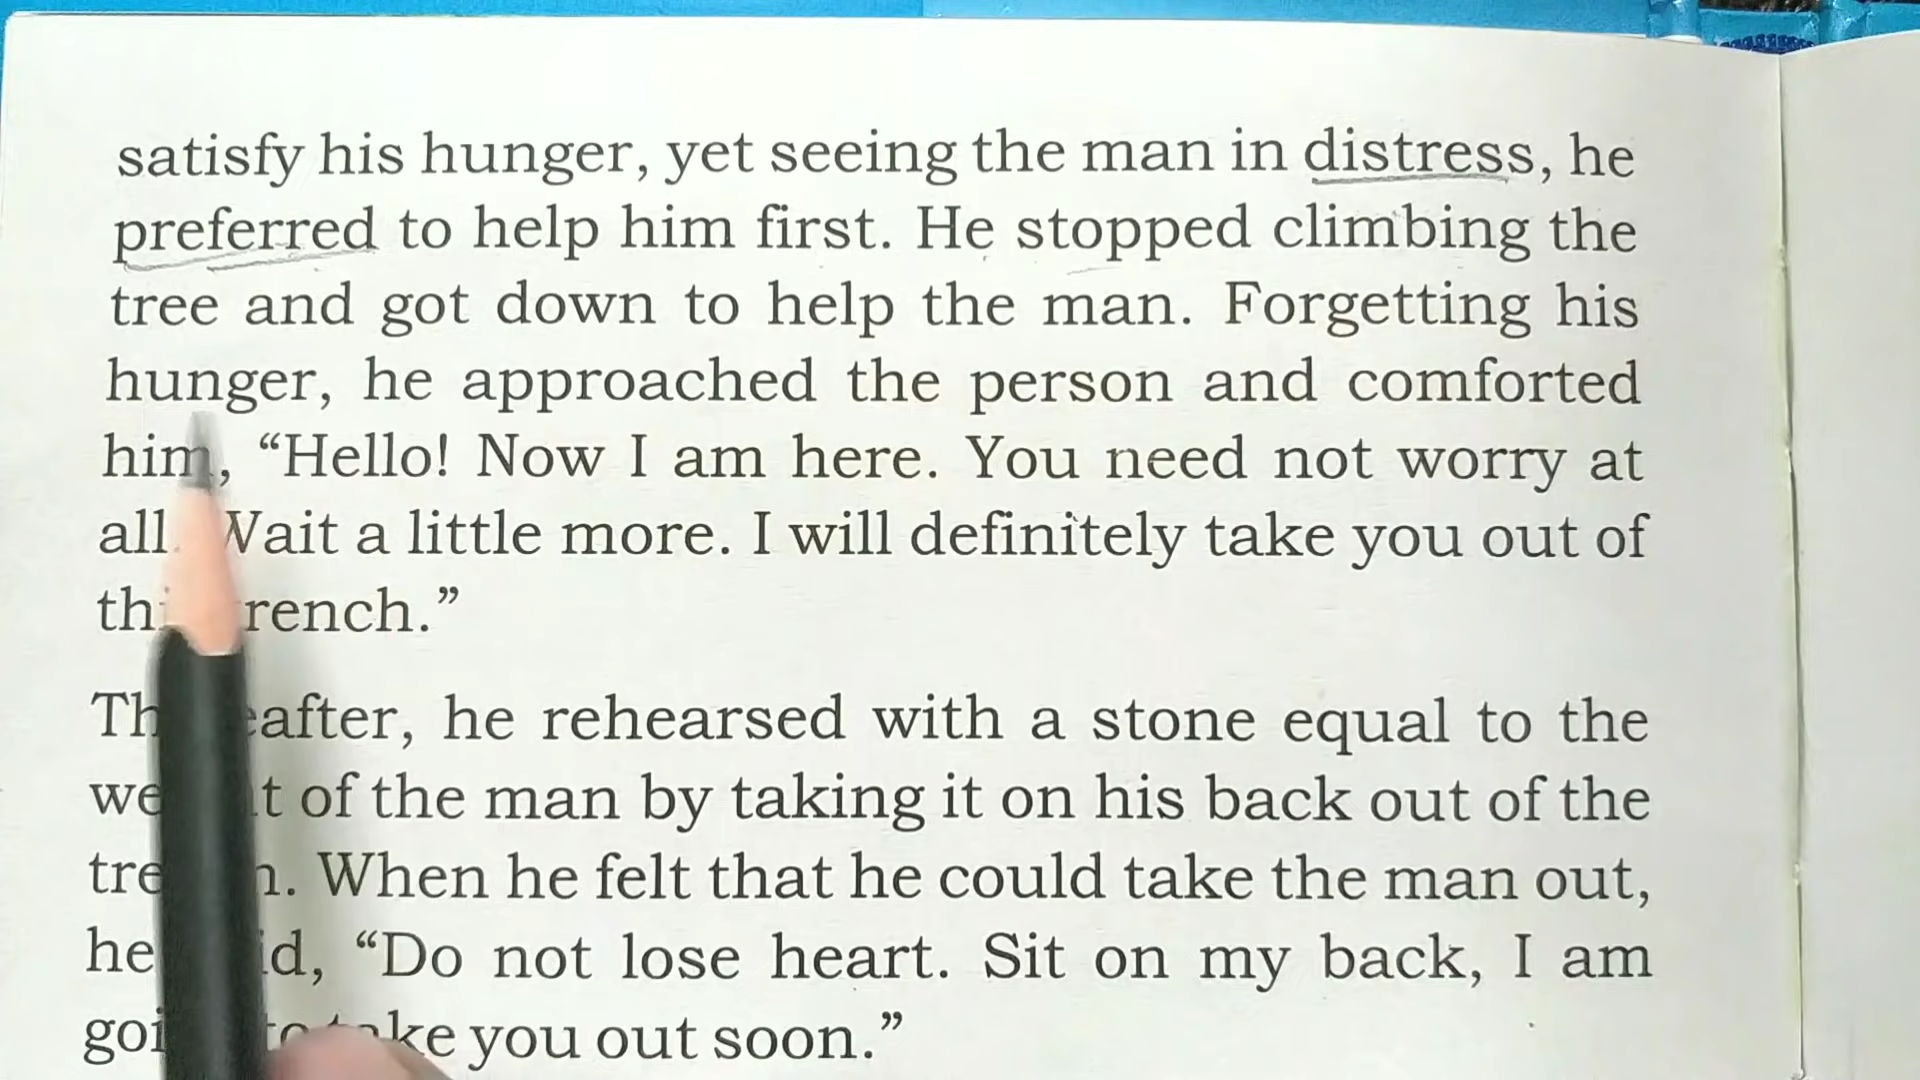 satisfy his hunger, yet seeing the man in distress, he
preferred to help him first. He stopped climbing the
tree and got down to help the man. Forgetting his
hunger, he approached the person and comforted
him, “Hello! Now I am here. You need not worry at
all. Wait a little more. I will definitely take you out of
trench.”
he rehearsed with a stone equal to the
of the man by taking it on his back out of the
When he felt that he could take the man out,
he “Do not lose heart. Sit on my back, I am
you out soon.”